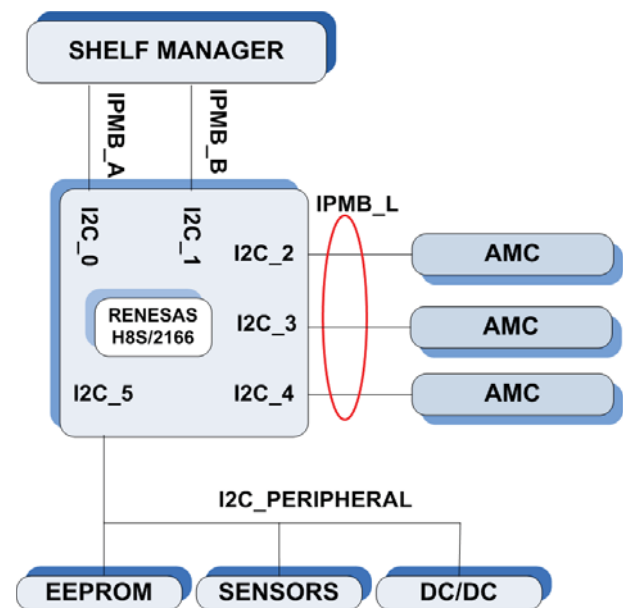 SHELF MANAGER
IPMB_A
IPMB_B
I2C_0
I2C_1
IPMB_L
I2C_2
AMC
RENESAS
H8S/2166
I2C_3
AMC
I2C_5
I2C_4
AMC
I2C_PERIPHERAL
EEPROM
SENSORS
DC/DC